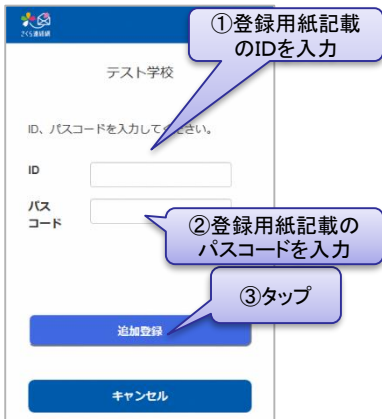 さくら連絡網
①登録用紙記載
のIDを入力
テスト学校
ID、パスコードを入力してください。
ID
パス
コード
②登録用紙記載の
パスコードを入力
③タップ
追加登録
キャンセル